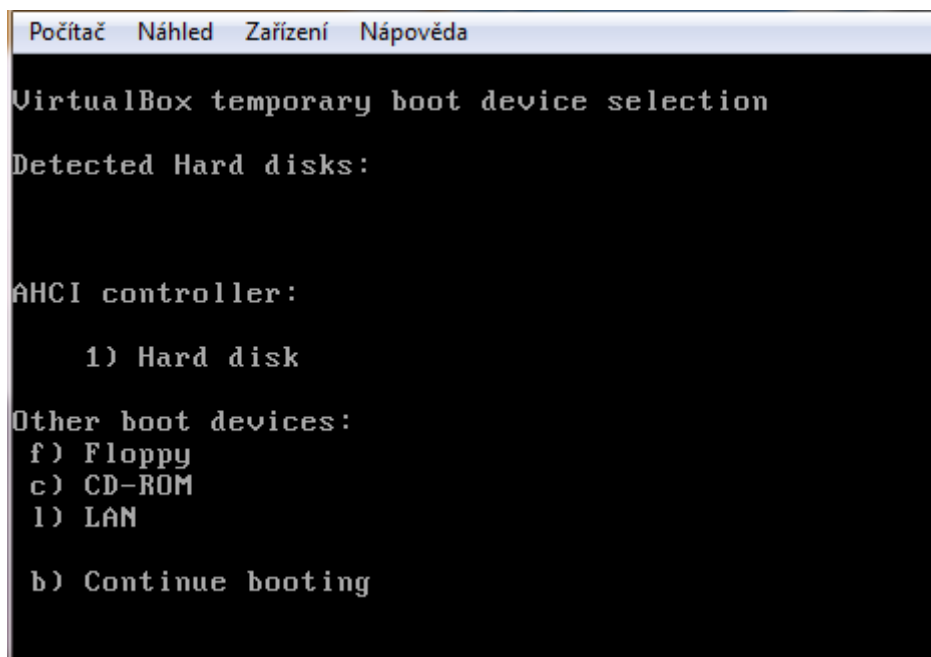 Počítač Náhled Zařízení Nápověda
VirtualBox temporary boot device selection
Detected Hard disks:
AHCI controller:
1) Hard disk
Other boot devices:
f) Floppy
c) CD-ROM
l) LAN
b) Continue booting